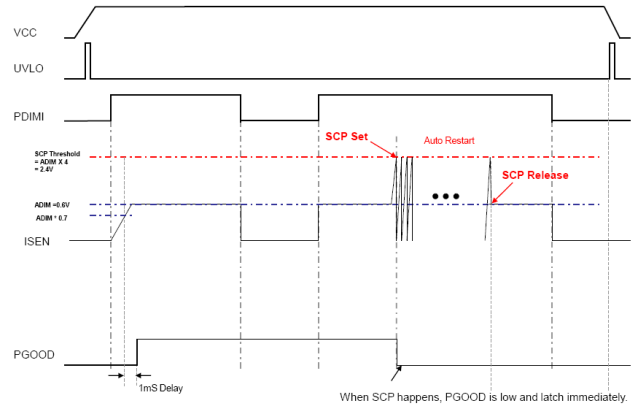 VCC
UVLO
PDIMI
SCP Set
Auto Restart
SCP Threshold
= ADIM X 4
= 2.4V
SCP Release
ADIM =0.6V
ADIM * 0.7
ISEN
PGOOD
1mS Delay
When SCP happens, PGOOD is low and latch immediately.